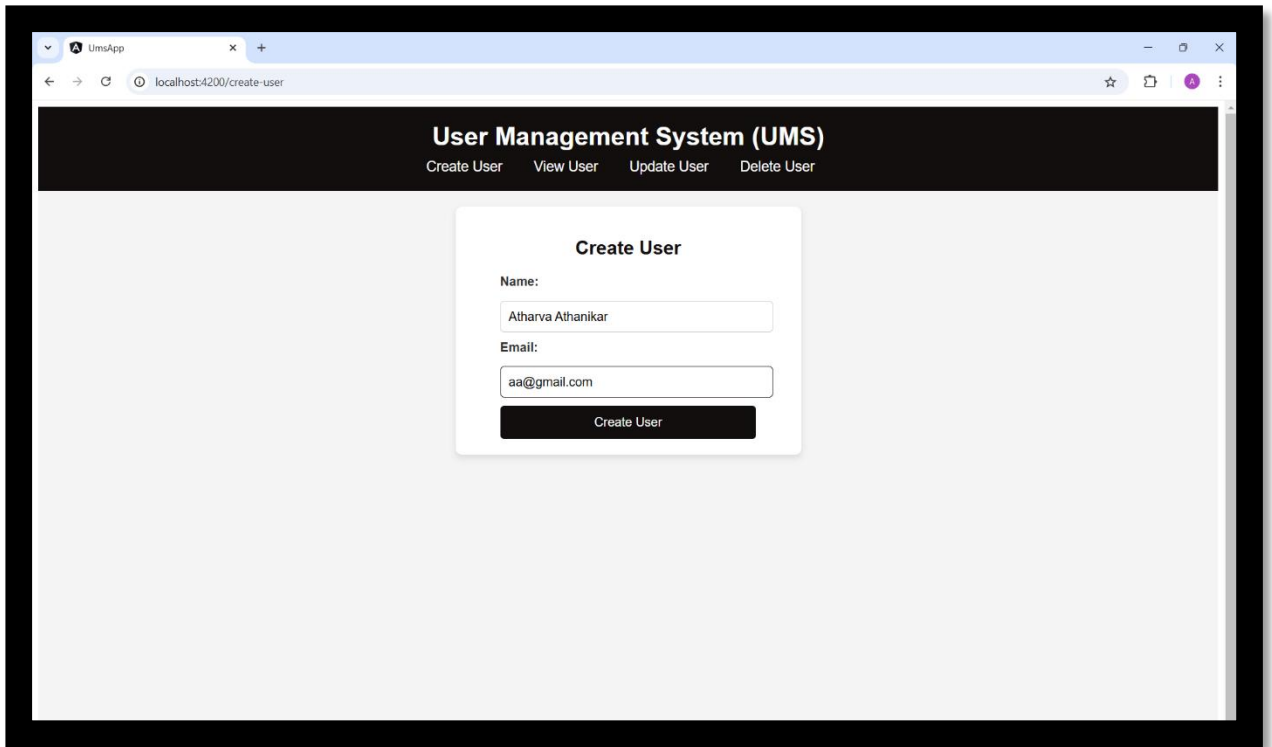 UmsApp
localhost:4200/create-user
A
User Management System (UMS)
Create User View User Update User Delete User
Create User
Name:
Atharva Athanikar
Email:
aa@gmail.com
Create User